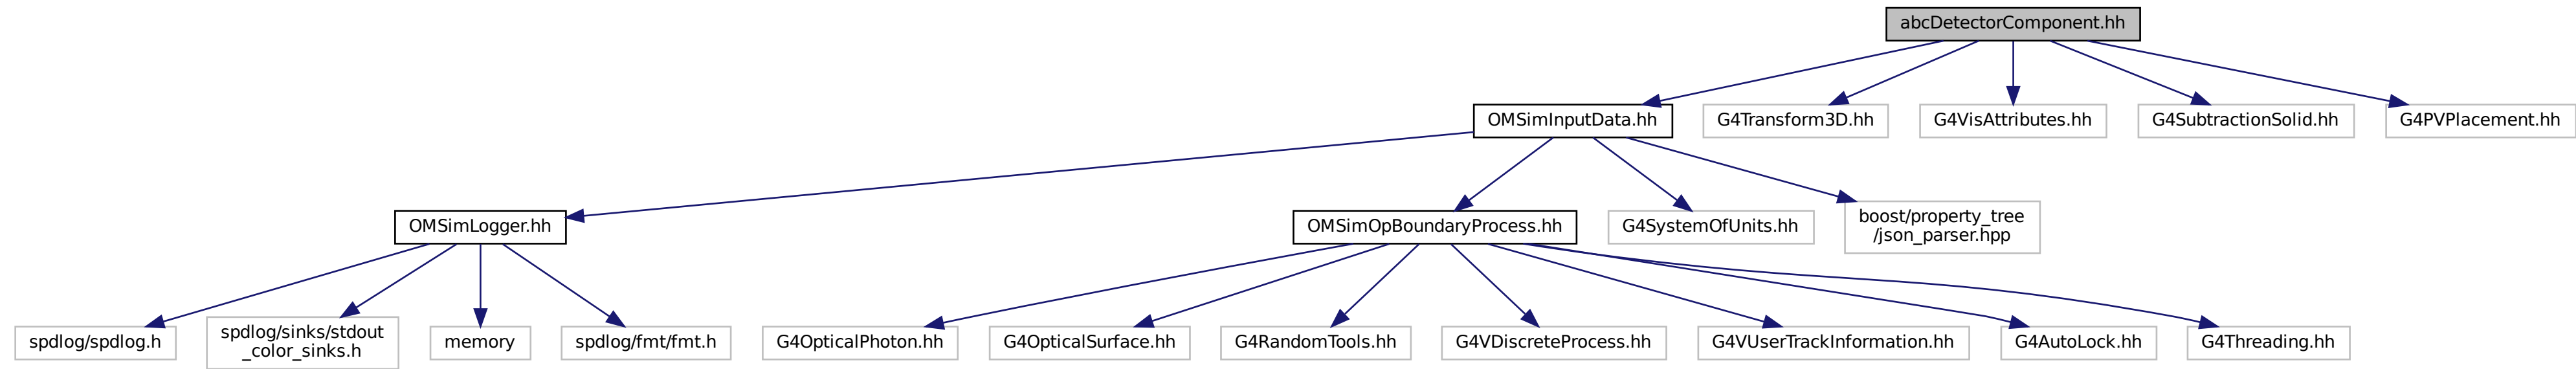 abcDetectorComponent.hh
OMSimInputData.hh
G4Transform3D.hh
G4VisAttributes.hh
G4SubtractionSolid.hh
G4PVPlacement.hh
OMSimLogger.hh
OMSimOpBoundaryProcess.hh
G4SystemOfUnits.hh
boost/property_tree
/json_parser.hpp
spdlog/spdlog.h
spdlog/sinks/stdout
_color_sinks.h
memory
spdlog/fmt/fmt.h
G4OpticalPhoton.hh
G4OpticalSurface.hh
G4RandomTools.hh
G4VDiscreteProcess.hh
G4VUserTrackInformation.hh
G4AutoLock.hh
G4Threading.hh